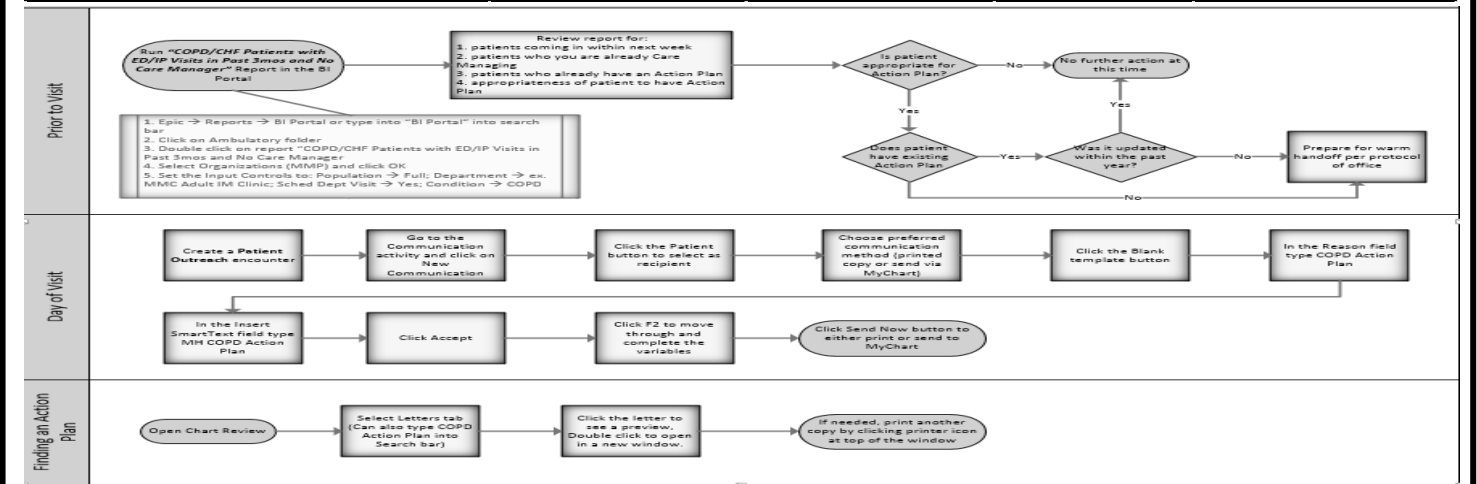 Prior to Visit
Run "COPD/CHF Patients with
ED/IP Visits in Past 3mos and No
Care Manager" Report in the BI
Portal
Review report for:
1. patients coming in within next week
2. patients who you are already Care
Managing
3. patients who already have an Action Plan
4. appropriateness of patient to have Action
Plan
Is patient
appropriate for
Action Plan?
No
No further action at
this time
Yes
Yes
1. Epic → Reports → BI Portal or type into "BI Portal" into search
bar
2. Click on Ambulatory folder
3. Double click on report "COPD/CHF Patients with ED/IP Visits in
Past 3mos and No Care Manager
4. Select Organizations (MMP) and click OK
5. Set the Input Controls to: Population → Full; Department → ex.
MMC Adult IM Clinic; Sched Dept Visit → Yes; Condition → COPD
Does patient
have existing
Action Plan
Yes
Was it updated
within the past
year?
No
Prepare for warm
handoff per protocol
of office
No
Day of Visit
Create a Patient
Outreach encounter
Go to the
Communication
activity and click on
New
Communication
Click the Patient
button to select as
recipient
Choose preferred
communication
method (printed
copy or send via
MyChart)
Click the Blank
template button
In the Reason field
type COPD Action
Plan
In the Insert
SmartText field type
MH COPD Action
Plan
Click Accept
Click F2 to move
through and
complete the
variables
Click Send Now button to
either print or send to
MyChart
Finding an Action
Plan
Open Chart Review
Select Letters tab
(Can also type COPD
Action Plan into
Search bar)
Click the letter to
see a preview,
Double click to open
in a new window.
If needed, print another
copy by clicking printer icon
at top of the window